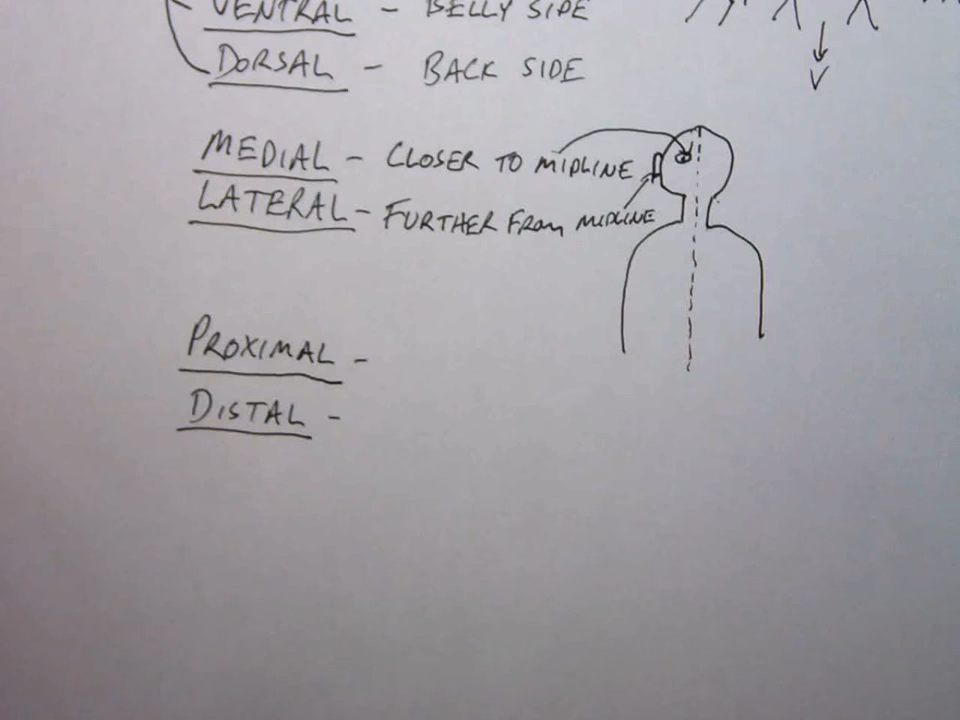 VENTRAL - BELLY SIDE
DORSAL - BACK SIDE
V
MEDIAL - CLOSER TO MIDLINE
LATERAL - FURTHER FROM MIDLINE
PROXIMAL -
DISTAL -